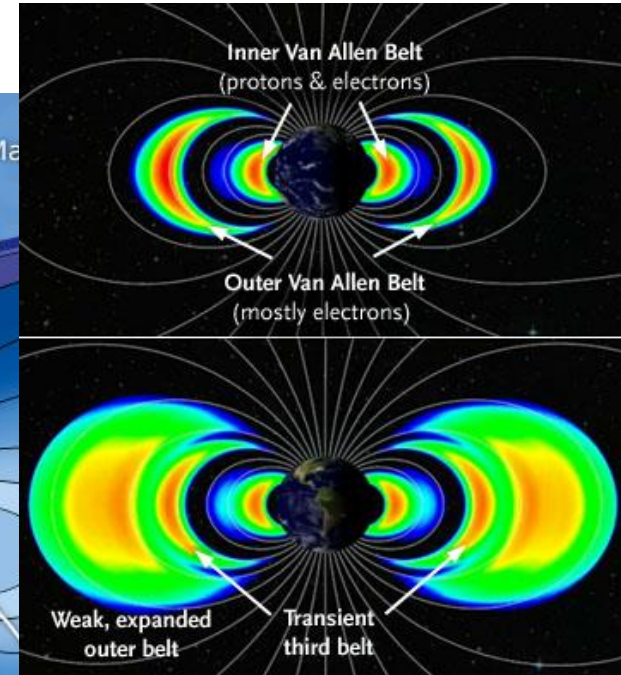 Inner Van Allen Belt
(protons & electrons)
Outer Van Allen Belt
(mostly electrons)
Weak, expanded
outer belt
Transient
third belt